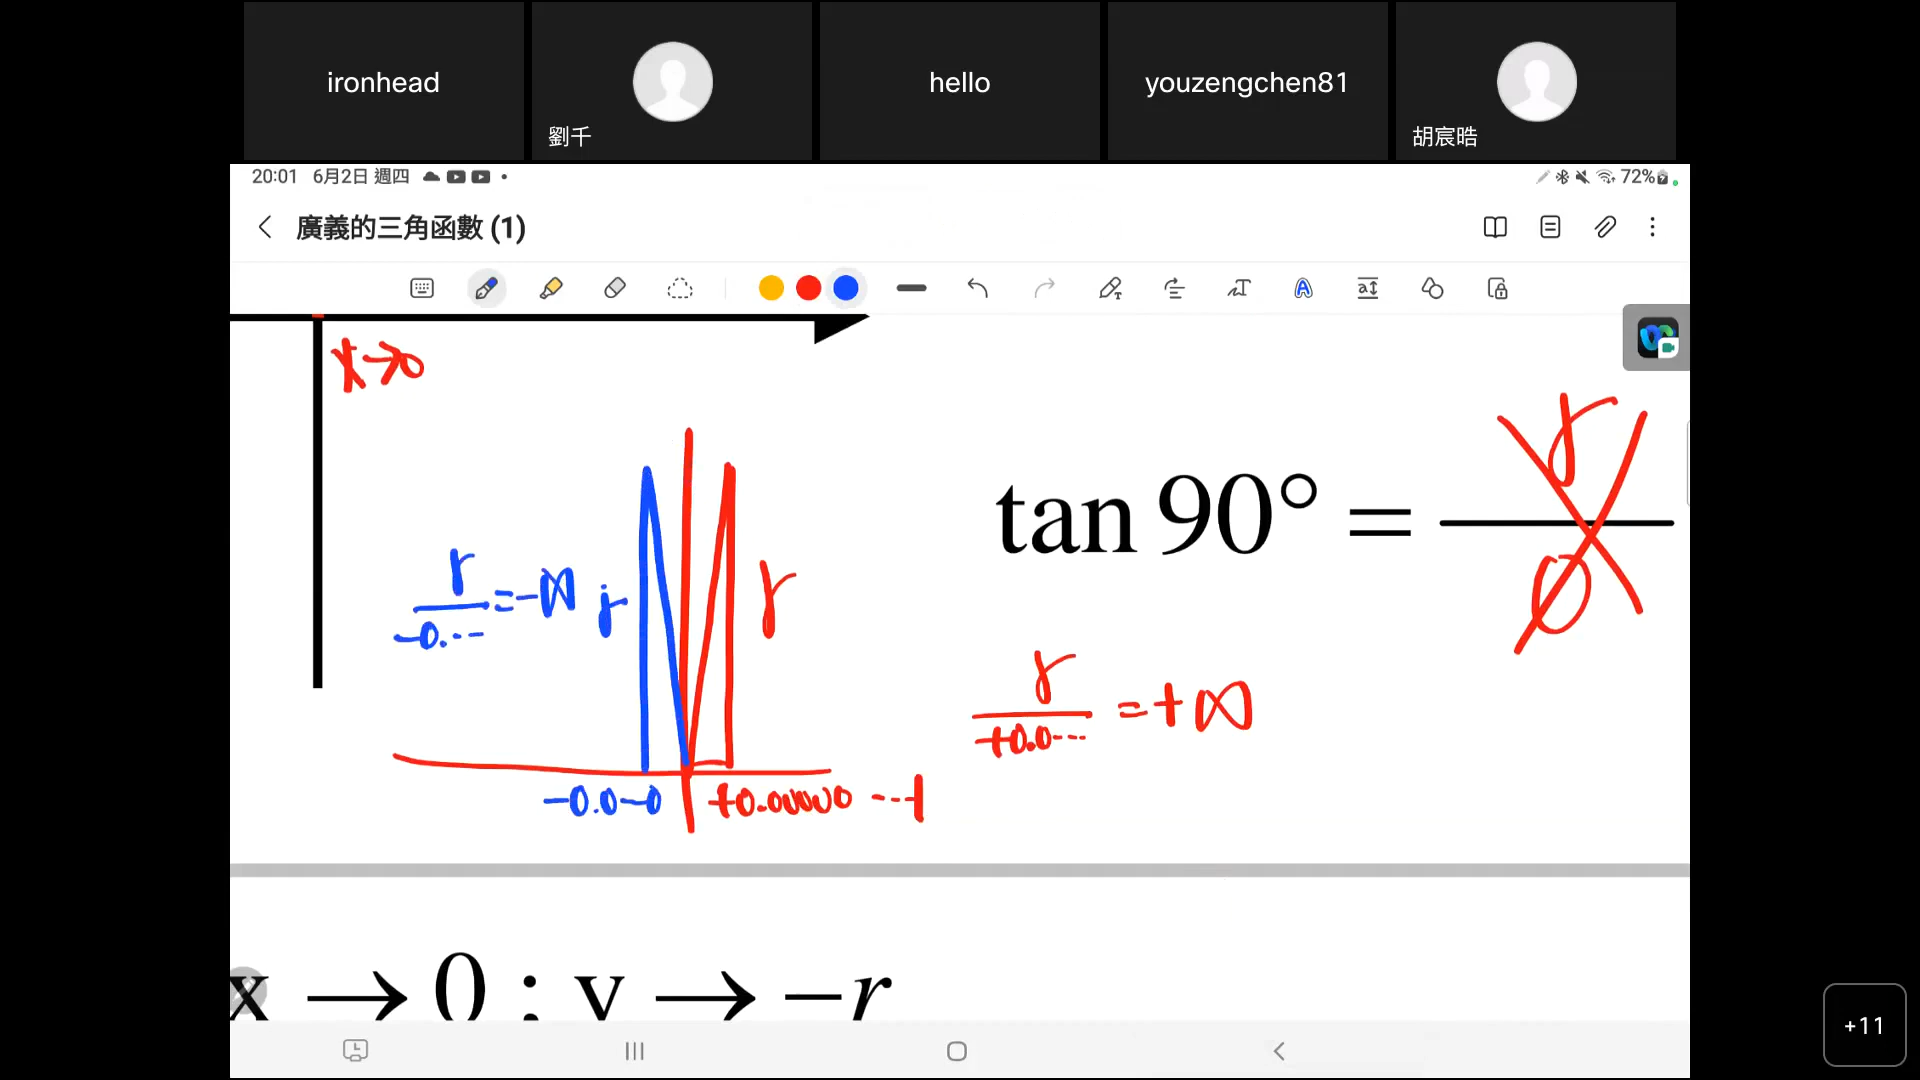 ironhead
劉千
hello
youzengchen81
胡宸晧
20:01 6月2日 週四
72%
廣義的三角函數 (1)
x→0
tan 90° = r/0
r/-0.... = -∞
r
r
r/+0.0... = +∞
-0.0-0
+0.00000 ...1
x → 0 : y → −r
+11